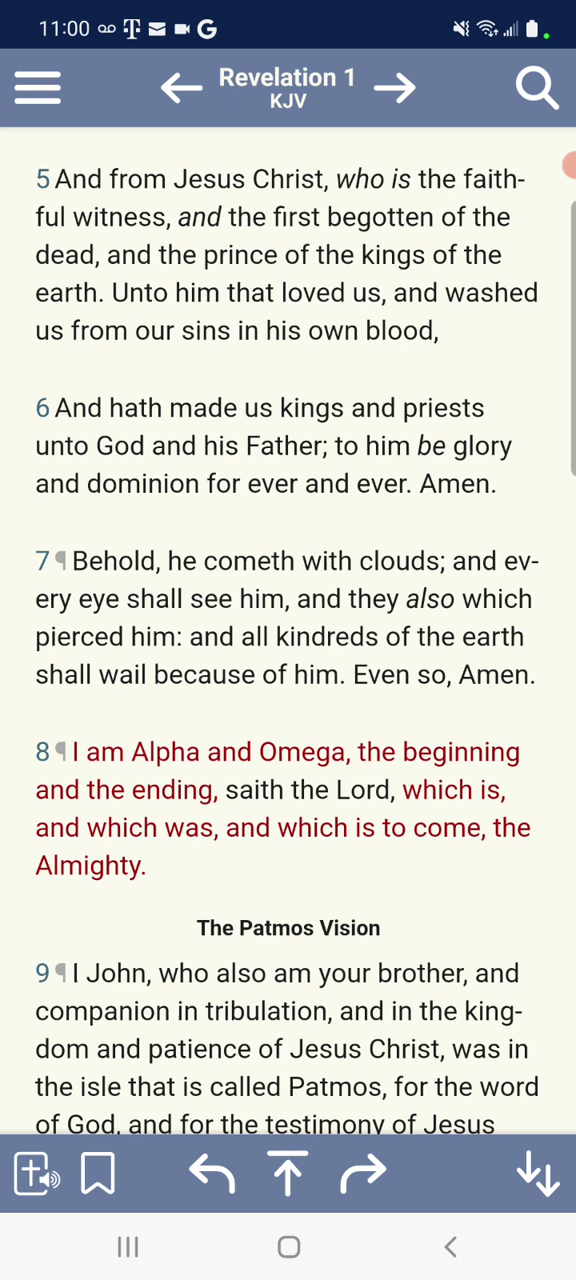 11:00
Revelation 1
KJV
5 And from Jesus Christ, who is the faith-
ful witness, and the first begotten of the
dead, and the prince of the kings of the
earth. Unto him that loved us, and washed
us from our sins in his own blood,
6 And hath made us kings and priests
unto God and his Father; to him be glory
and dominion for ever and ever. Amen.
7 ¶ Behold, he cometh with clouds; and ev-
ery eye shall see him, and they also which
pierced him: and all kindreds of the earth
shall wail because of him. Even so, Amen.
8 ¶ I am Alpha and Omega, the beginning
and the ending, saith the Lord, which is,
and which was, and which is to come, the
Almighty.
The Patmos Vision
9 ¶ I John, who also am your brother, and
companion in tribulation, and in the king-
dom and patience of Jesus Christ, was in
the isle that is called Patmos, for the word
of God, and for the testimony of Jesus